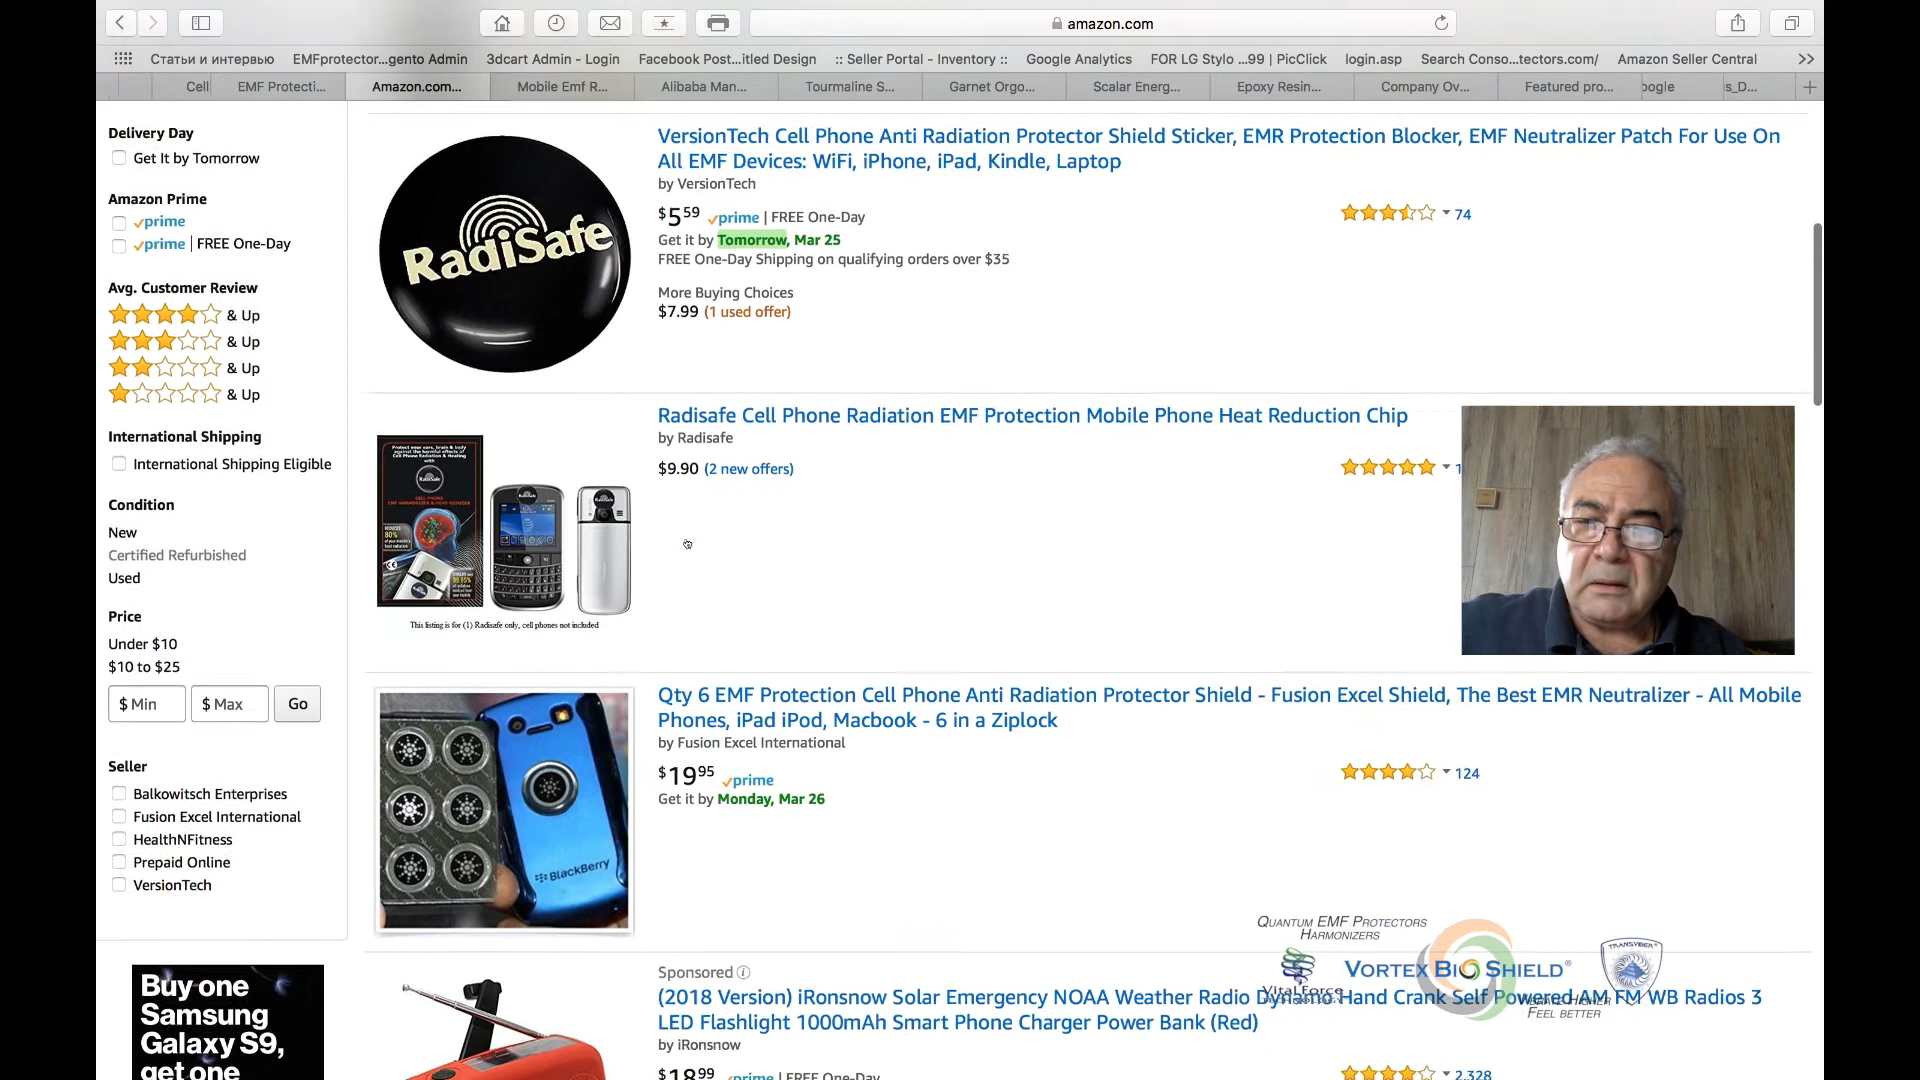 amazon.com
Статьи и интервью
EMFprotector...gento Admin
3dcart Admin - Login
Facebook Post...itled Design
:: Seller Portal - Inventory ::
Google Analytics
FOR LG Stylo ...99 | PicClick
login.asp
Search Conso...tectors.com/
Amazon Seller Central
Cell
EMF Protecti...
Amazon.com...
Mobile Emf R...
Alibaba Man...
Tourmaline S...
Garnet Orgo...
Scalar Energ...
Epoxy Resin...
Company Ov...
Featured pro...
oogle
s_D...
Delivery Day
Get It by Tomorrow
Amazon Prime
prime
prime | FREE One-Day
Avg. Customer Review
& Up
& Up
& Up
& Up
International Shipping
International Shipping Eligible
Condition
New
Certified Refurbished
Used
Price
Under $10
$10 to $25
$ Min
$ Max
Go
Seller
Balkowitsch Enterprises
Fusion Excel International
HealthNFitness
Prepaid Online
VersionTech
Buy one
Samsung
Galaxy S9,
get one
RadiSafe
VersionTech Cell Phone Anti Radiation Protector Shield Sticker, EMR Protection Blocker, EMF Neutralizer Patch For Use On
All EMF Devices: WiFi, iPhone, iPad, Kindle, Laptop
by VersionTech
$5 59 prime | FREE One-Day
74
Get it by Tomorrow, Mar 25
FREE One-Day Shipping on qualifying orders over $35
More Buying Choices
$7.99 (1 used offer)
Radisafe Cell Phone Radiation EMF Protection Mobile Phone Heat Reduction Chip
by Radisafe
$9.90 (2 new offers)
1
This listing is for (1) Radisafe only, cell phones not included
Qty 6 EMF Protection Cell Phone Anti Radiation Protector Shield - Fusion Excel Shield, The Best EMR Neutralizer - All Mobile
Phones, iPad iPod, Macbook - 6 in a Ziplock
by Fusion Excel International
$19 95 prime
124
Get it by Monday, Mar 26
BlackBerry
Sponsored
(2018 Version) iRonsnow Solar Emergency NOAA Weather Radio Dynamo Hand Crank Self Powered AM FM WB Radios 3
LED Flashlight 1000mAh Smart Phone Charger Power Bank (Red)
by iRonsnow
$18 99 prime | FREE One-Day
2,328
QUANTUM EMF PROTECTORS
HARMONIZERS
VITALFORCE
VORTEX BIO SHIELD®
TRANSYBER
FEEL BETTER